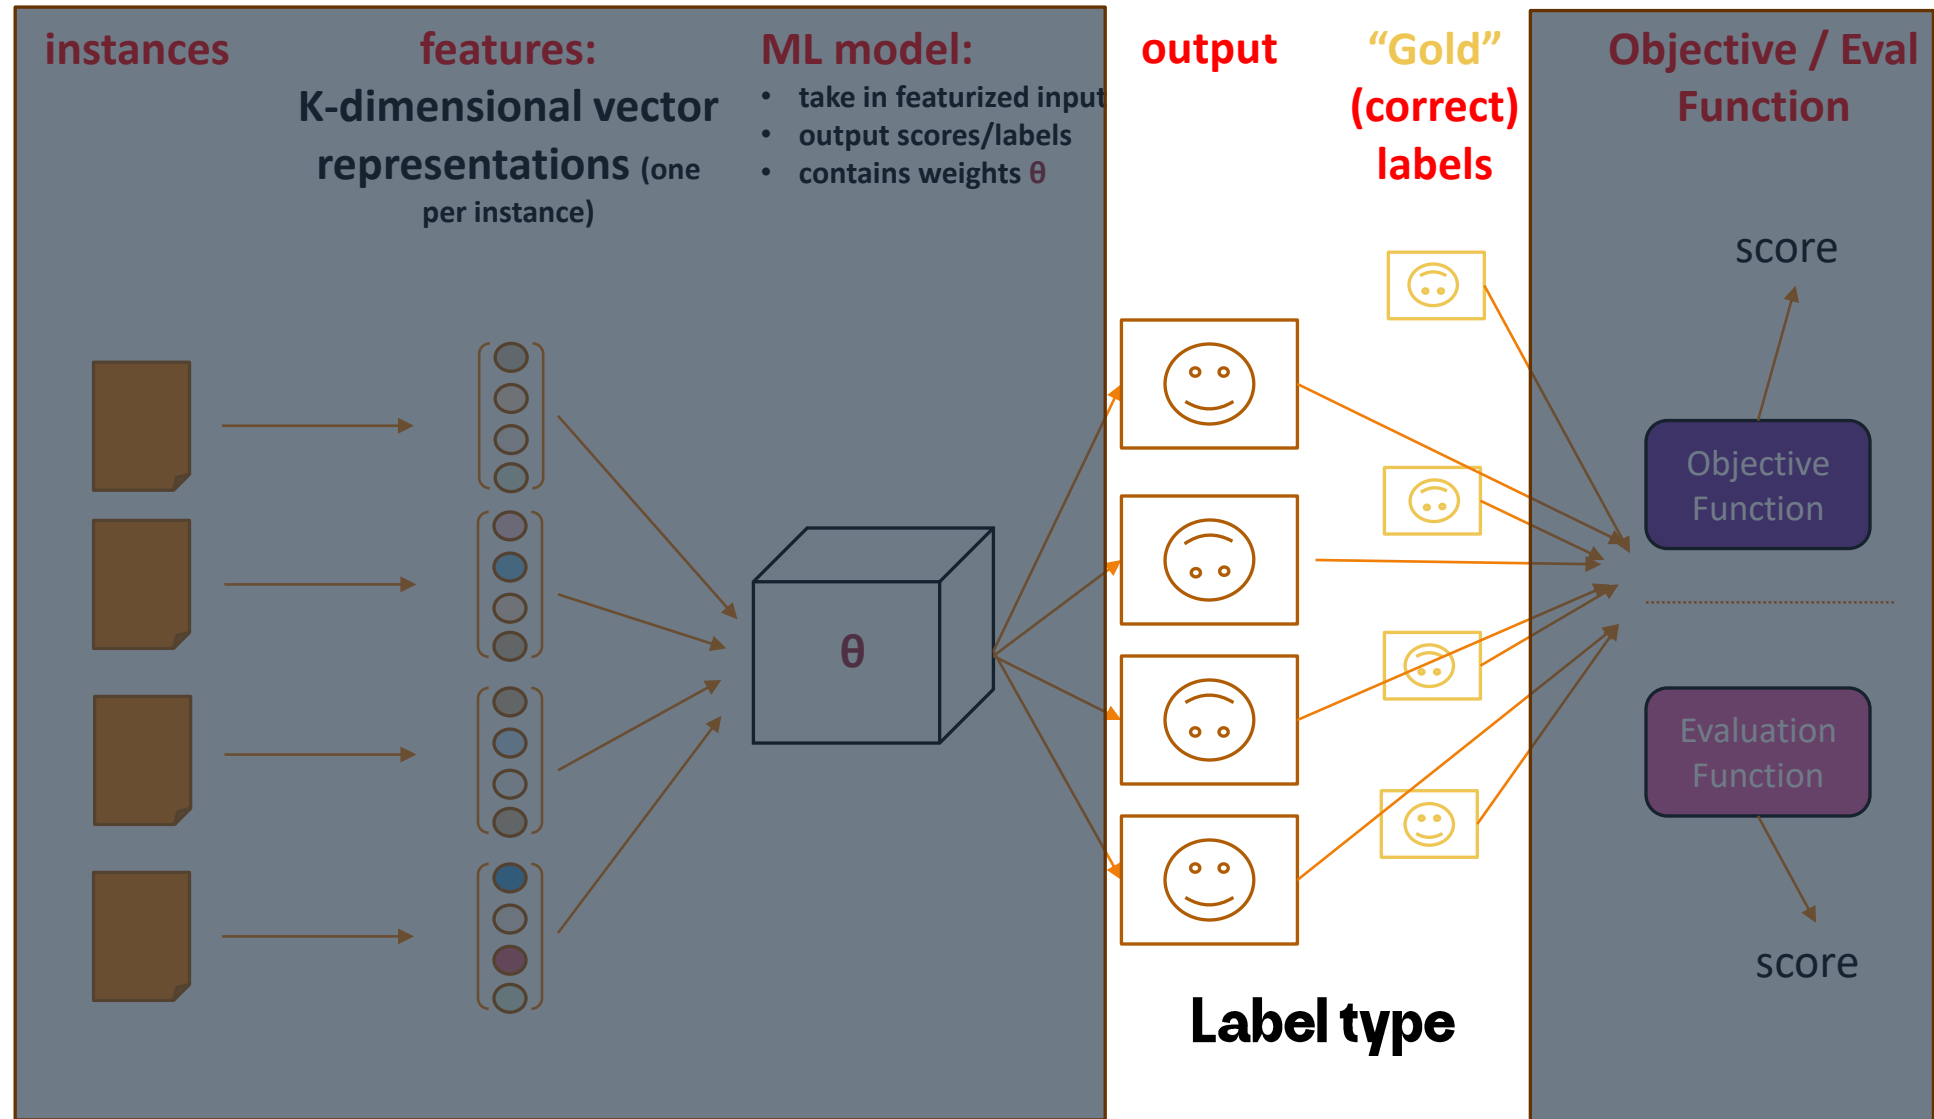 instances
features:
K-dimensional vector
representations (one
per instance)
ML model:
• take in featurized input
• output scores/labels
• contains weights θ
θ
output
“Gold”
(correct)
labels
Label type
Objective / Eval
Function
score
Objective
Function
Evaluation
Function
score